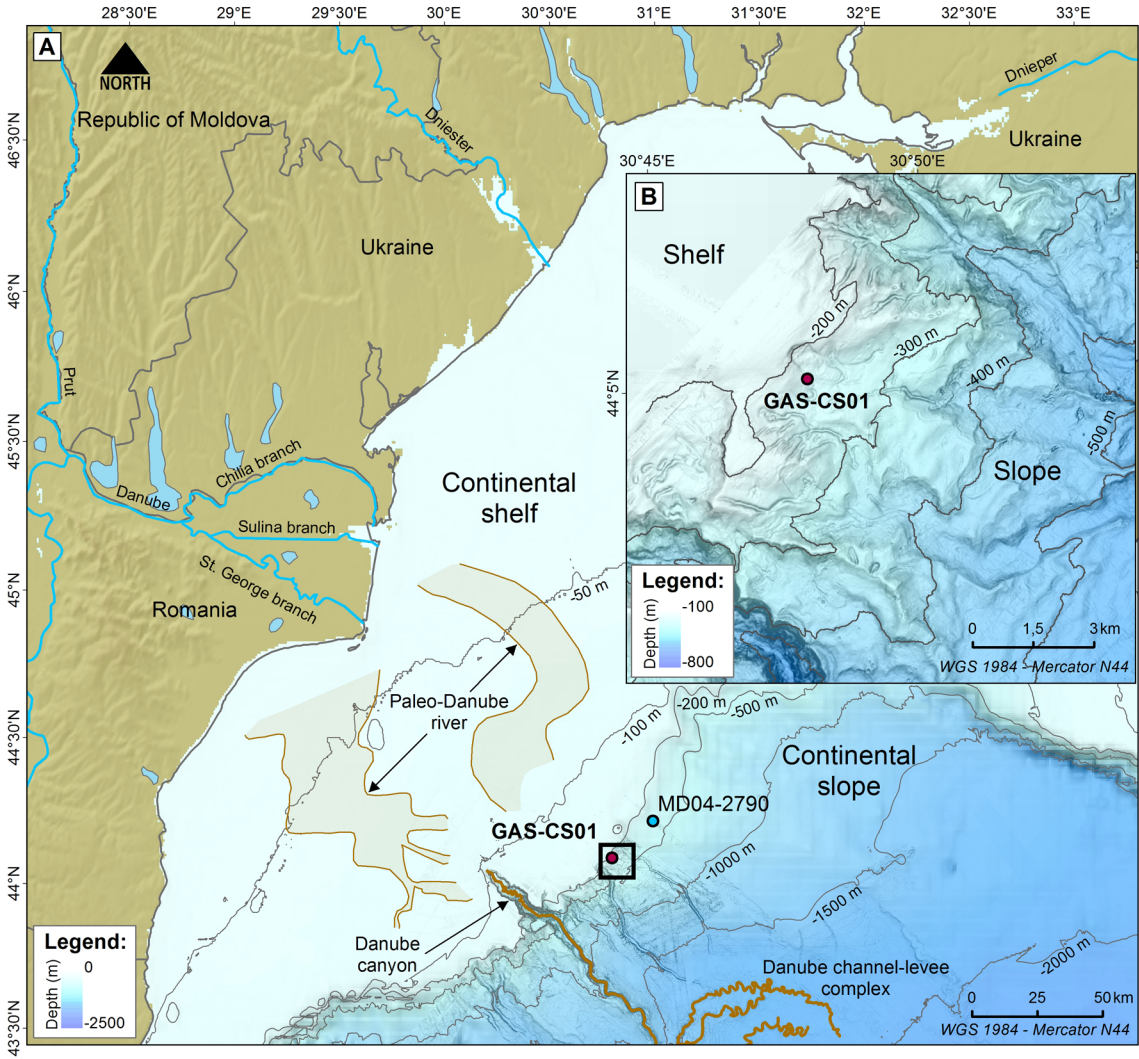 28°30'E 29°E 29°30'E 30°E 30°30'E 31°E 31°30'E 32°E 32°30'E 33°E
A
NORTH
Republic of Moldova
Dniester
Dnieper
Ukraine
Ukraine
Prut
Danube
Chilia branch
Sulina branch
St. George branch
Romania
Continental
shelf
-50 m
Paleo-Danube
river
-100 m
-200 m
-500 m
Continental
slope
MD04-2790
GAS-CS01
-1000 m
-1500 m
-2000 m
Danube
canyon
Danube channel-levee
complex
46°30'N
46°N
45°30'N
45°N
44°30'N
44°N
43°30'N
Legend:
Depth (m)
0
-2500
0 25 50 km
WGS 1984 - Mercator N44
30°45'E 30°50'E
B
Shelf
-200 m
-300 m
-400 m
-500 m
44°5'N
GAS-CS01
Slope
Legend:
Depth (m)
-100
-800
0 1,5 3 km
WGS 1984 - Mercator N44